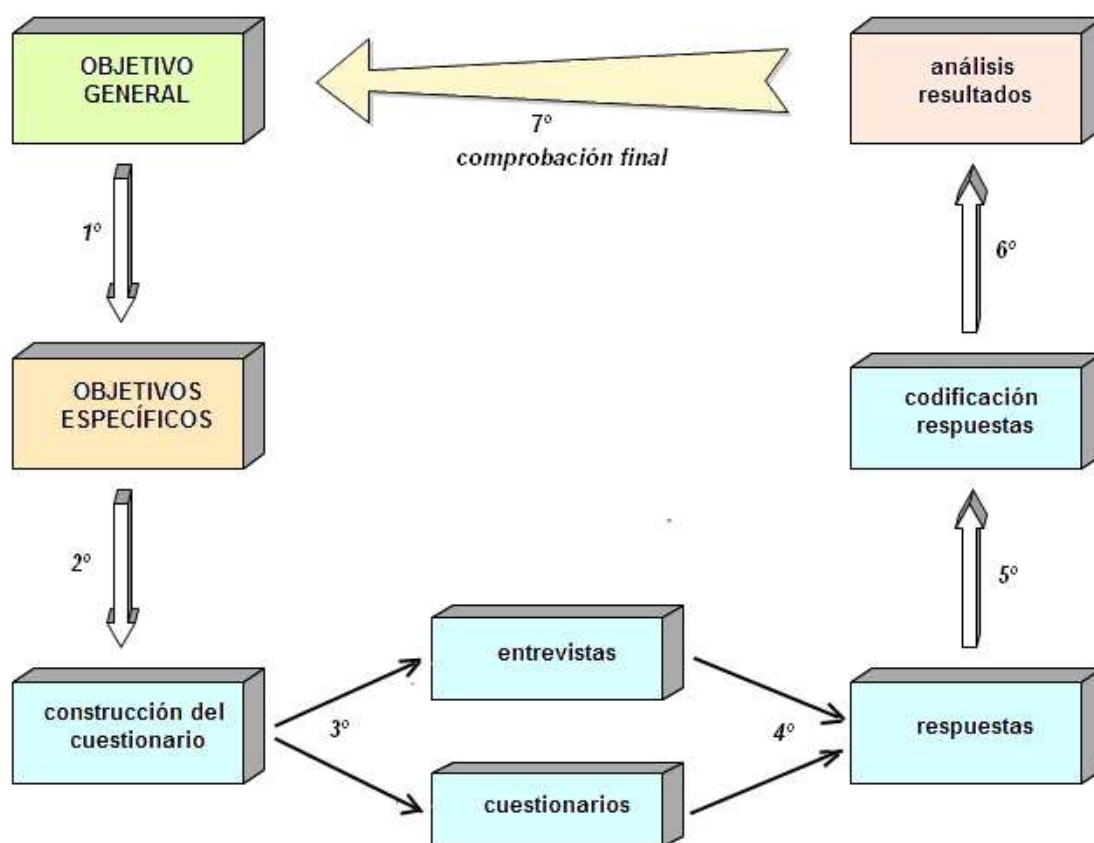 OBJETIVO
GENERAL
análisis
resultados
7º
comprobación final
1º
6º
OBJETIVOS
ESPECÍFICOS
codificación
respuestas
2º
5º
entrevistas
construcción del
cuestionario
3º
4º
respuestas
cuestionarios